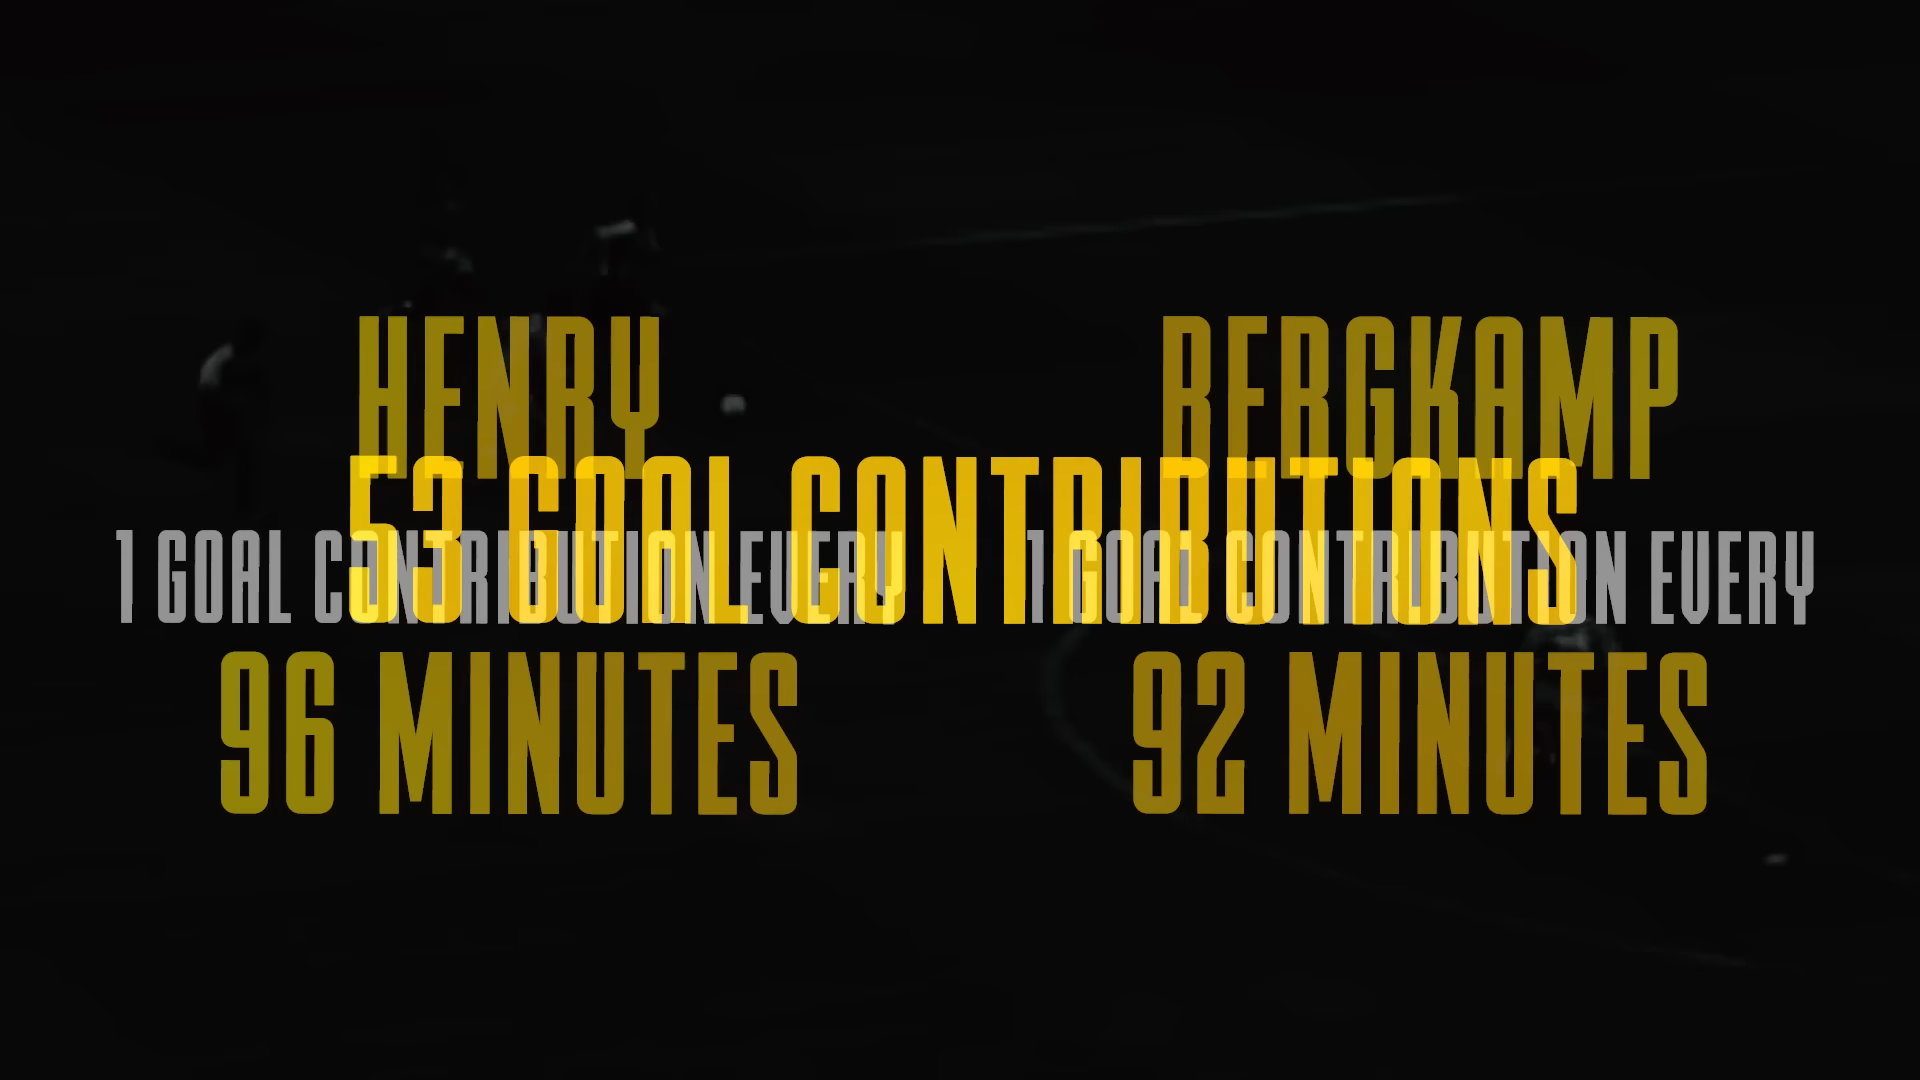 HENRY
BERGKAMP
53 GOAL CONTRIBUTIONS
1 GOAL CONTRIBUTION EVERY
1 GOAL CONTRIBUTION EVERY
96 MINUTES
92 MINUTES